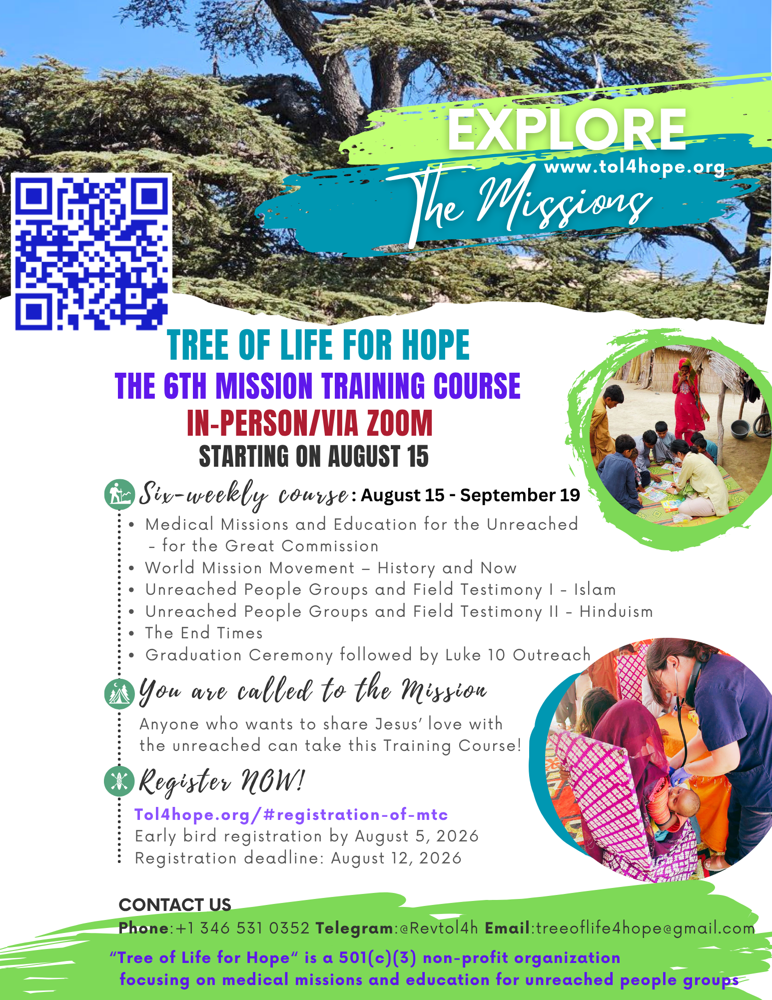 EXPLORE
www.tol4hope.org
The Missions
TREE OF LIFE FOR HOPE
THE 6TH MISSION TRAINING COURSE
IN-PERSON/VIA ZOOM
STARTING ON AUGUST 15
Six-weekly course : August 15 - September 19
• Medical Missions and Education for the Unreached
- for the Great Commission
• World Mission Movement – History and Now
• Unreached People Groups and Field Testimony I - Islam
• Unreached People Groups and Field Testimony II - Hinduism
• The End Times
• Graduation Ceremony followed by Luke 10 Outreach
You are called to the Mission
Anyone who wants to share Jesus’ love with
the unreached can take this Training Course!
Register NOW!
Tol4hope.org/#registration-of-mtc
Early bird registration by August 5, 2026
Registration deadline: August 12, 2026
CONTACT US
Phone:+1 346 531 0352 Telegram:@Revtol4h Email:treeoflife4hope@gmail.com
“Tree of Life for Hope“ is a 501(c)(3) non-profit organization
focusing on medical missions and education for unreached people groups